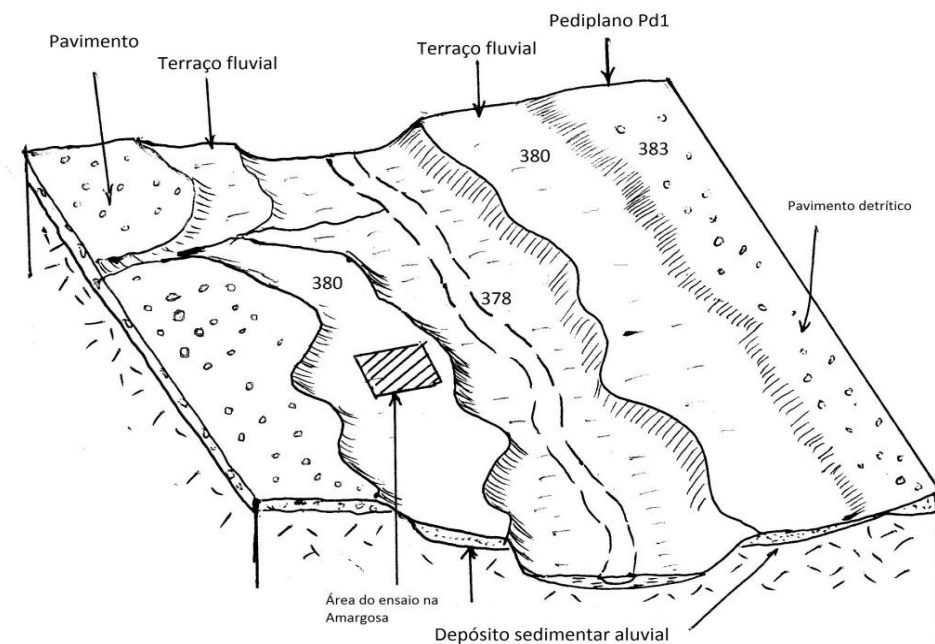 Pediplano Pd1
Pavimento
Terraço fluvial
Terraço fluvial
380
383
Pavimento detrítico
380
378
Área do ensaio na
Amargosa
Depósito sedimentar aluvial